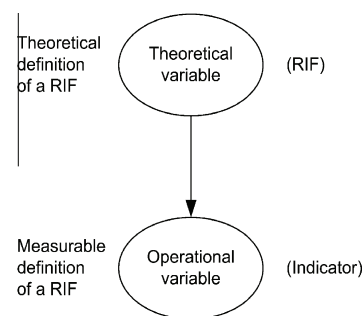 Theoretical
definition
of a RIF
Theoretical
variable
(RIF)
Measurable
definition
of a RIF
Operational
variable
(Indicator)